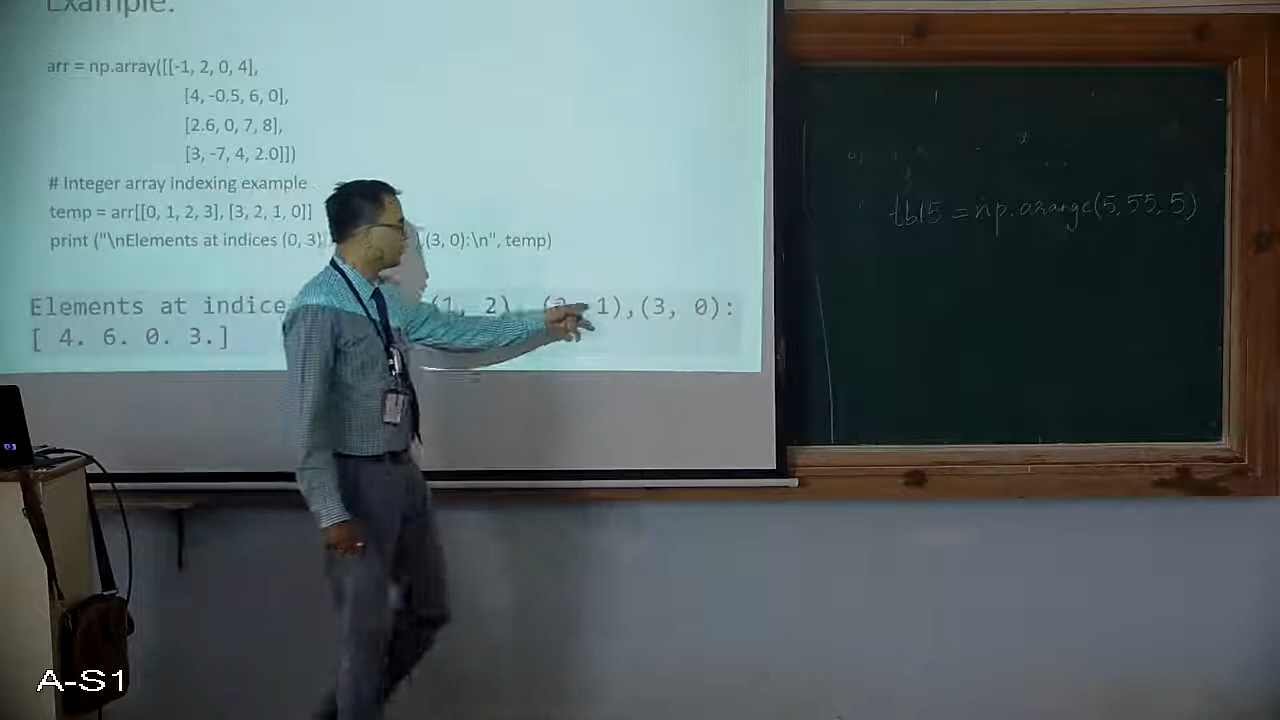 Example:
arr = np.array([[-1, 2, 0, 4],
[4, -0.5, 6, 0],
[2.6, 0, 7, 8],
[3, -7, 4, 2.0]])
# Integer array indexing example
temp = arr[[0, 1, 2, 3], [3, 2, 1, 0]]
print ("\nElements at indices (0, 3) ),(3, 0):\n", temp)
Elements at indice (1, 2), 1),(3, 0):
[ 4. 6. 0. 3.]
tbl5 = np.arange(5, 55, 5)
A-S1